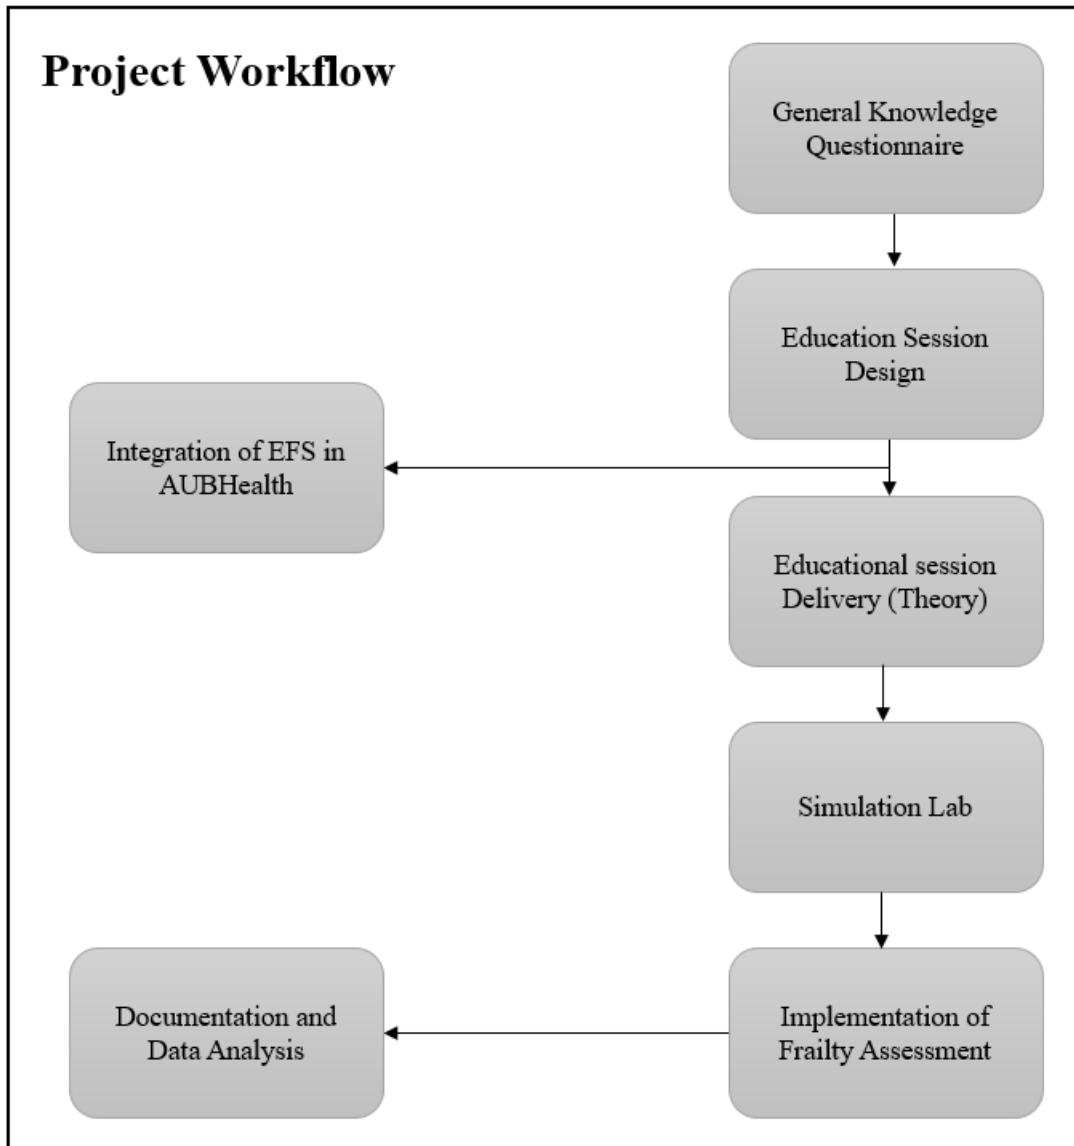 Project Workflow
General Knowledge
Questionnaire
Education Session
Design
Integration of EFS in
AUBHealth
Educational session
Delivery (Theory)
Simulation Lab
Implementation of
Frailty Assessment
Documentation and
Data Analysis